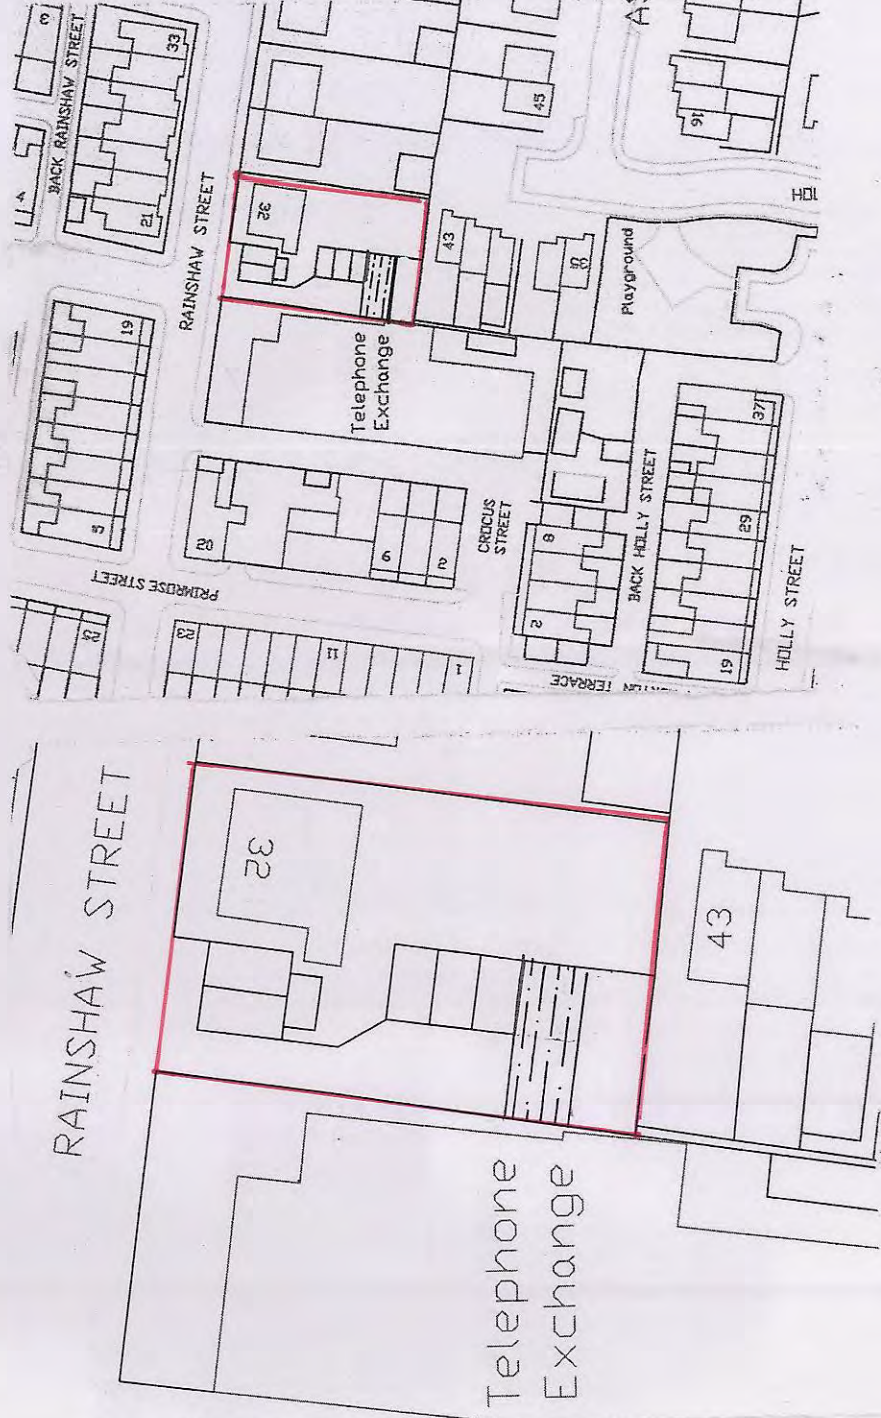 BACK RAINSHAW STREET
33
21
RAINSHAW STREET
32
19
5
45
16
43
55
Playground
Telephone
Exchange
20
6
2
CROCUS
STREET
PRIMROSE STREET
23
11
1
8
2
BACK HOLLY STREET
37
29
19
HOLLY STREET
TERRACE
RAINSHAW STREET
32
43
Telephone
Exchange